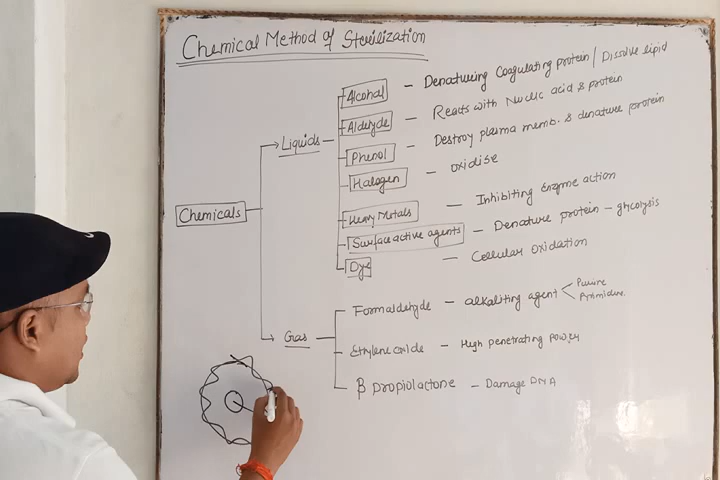 Chemical Method of Sterilization
Alcohal - Denaturing Coagulating protein / Dissolve lipid
Liquids - Aldehyde - Reacts with Nuclic acid & protein
Phenol - Destroy plasma memb. & denature protein
Halogen - oxidise
Chemicals
Heavy Metals - Inhibiting Enzyme action
Surface active agents - Denature protein - glycolysis
Dye - Cellular Oxidation
Gas - Formaldehyde - alkaliting agent < Purine
Pyrimidine
Ethylene oxide - High penetrating power
β propiolactone - Damage DNA